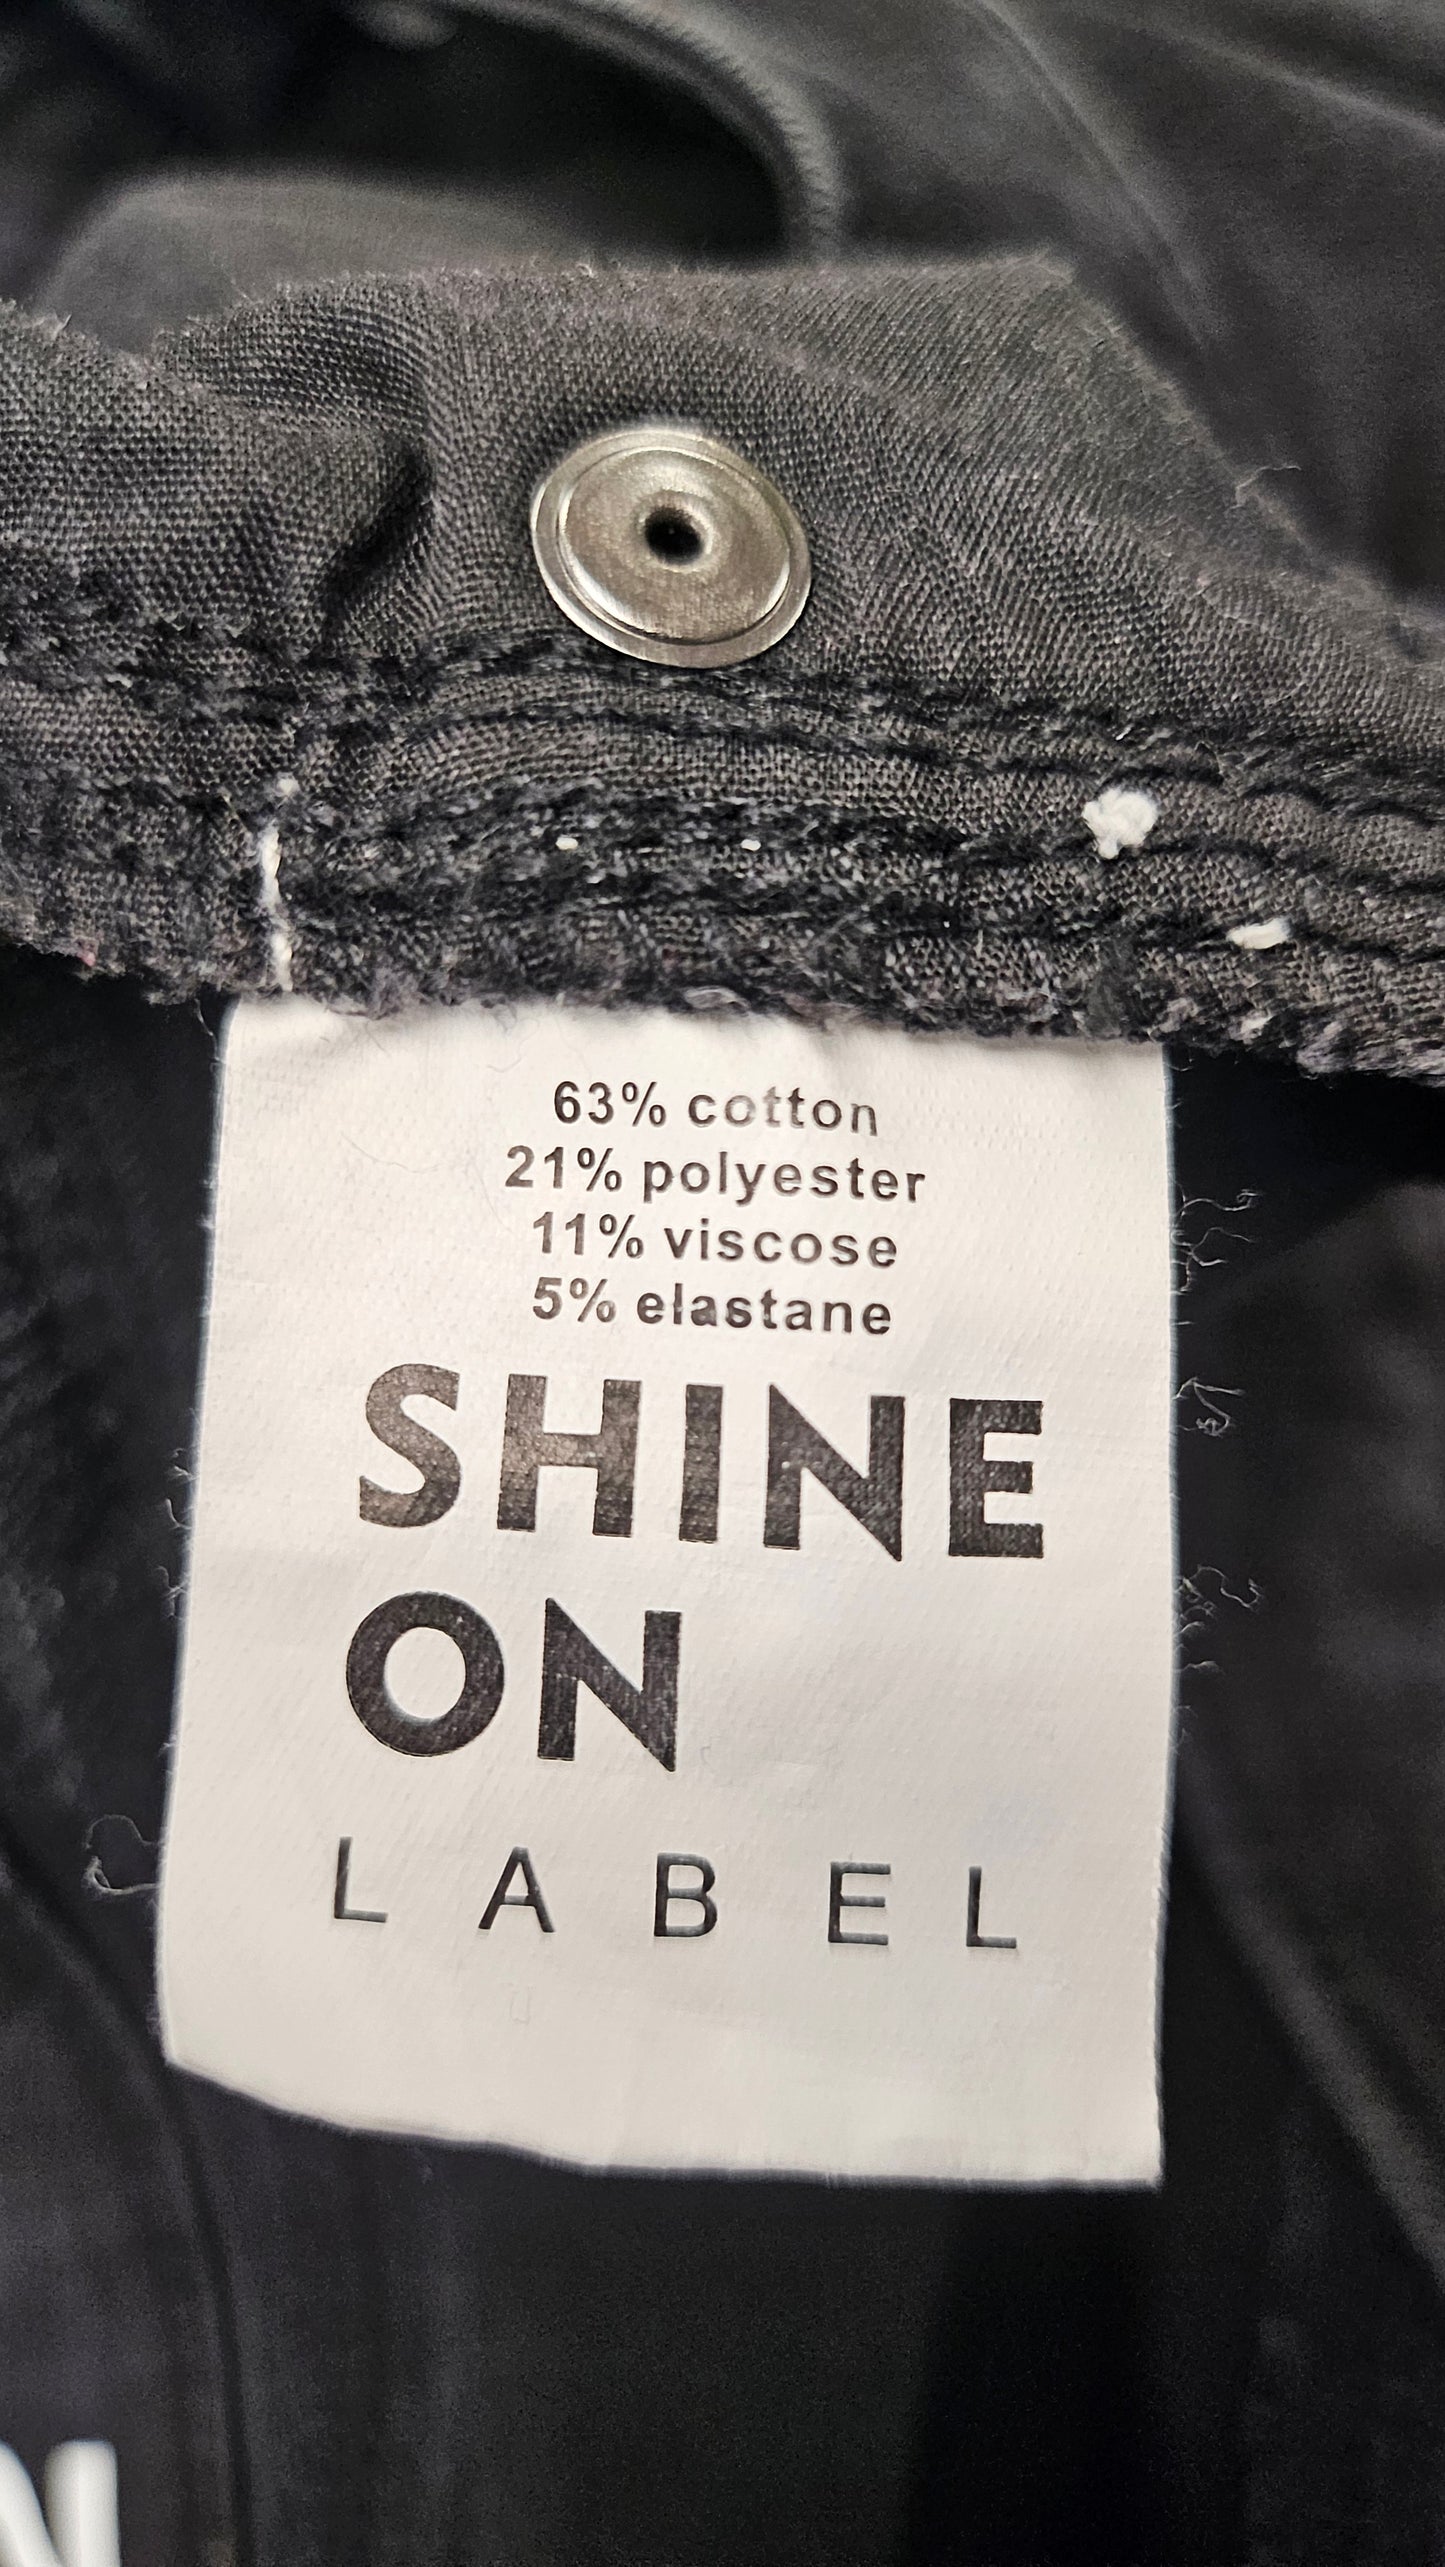 63% cotton
21% polyester
11% viscose
5% elastane
SHINE
ON
LABEL